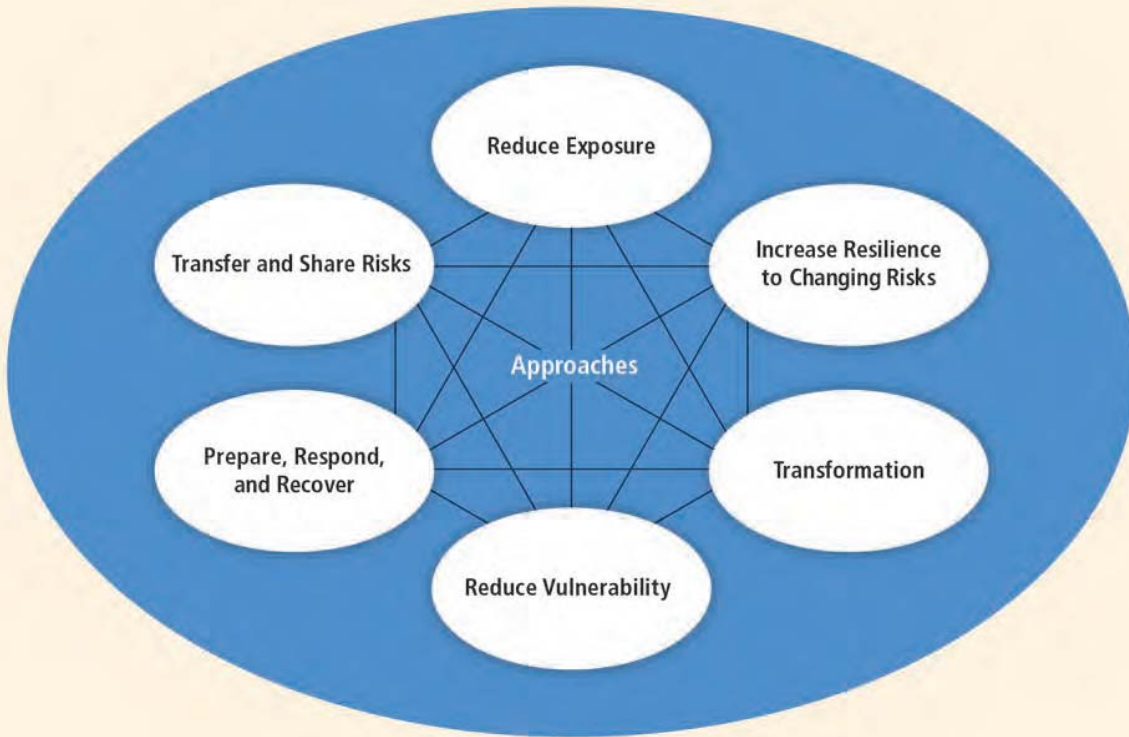 Reduce Exposure
Transfer and Share Risks
Increase Resilience
to Changing Risks
Approaches
Prepare, Respond,
and Recover
Transformation
Reduce Vulnerability